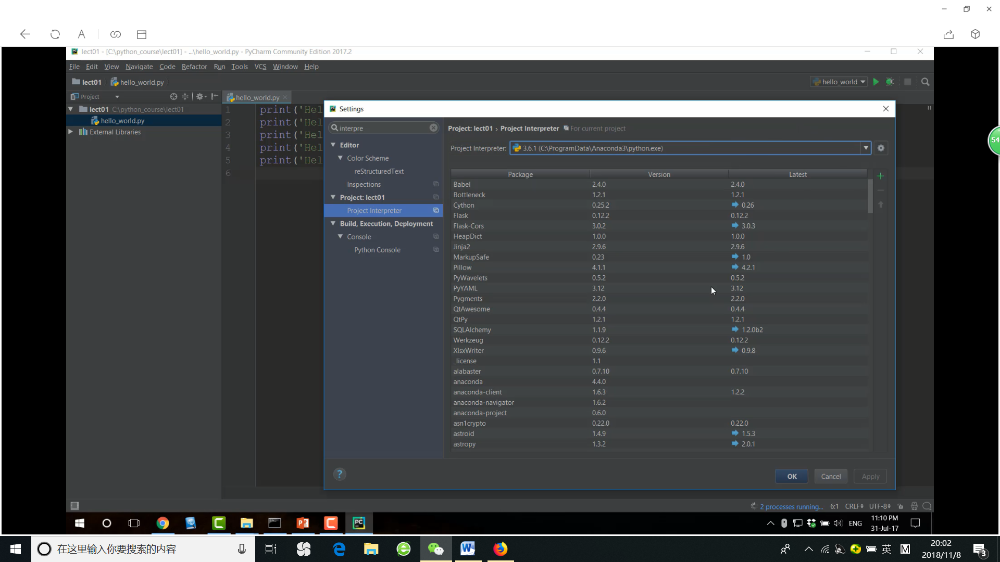 lect01 - [C:\python_course\lect01] - ...\hello_world.py - PyCharm Community Edition 2017.2
File Edit View Navigate Code Refactor Run Tools VCS Window Help
lect01 hello_world.py
hello_world
Project
hello_world.py
lect01 C:\python_course\lect01
hello_world.py
External Libraries
1 print('Hel
2 print('Hel
3 print('Hel
4 print('Hel
5 print('Hel
6
Settings
interpre
Editor
Color Scheme
reStructuredText
Inspections
Project: lect01
Project Interpreter
Build, Execution, Deployment
Console
Python Console
Project: lect01 › Project Interpreter For current project
Project Interpreter: 3.6.1 (C:\ProgramData\Anaconda3\python.exe)
Package Version Latest
Babel 2.4.0 2.4.0
Bottleneck 1.2.1 1.2.1
Cython 0.25.2 0.26
Flask 0.12.2 0.12.2
Flask-Cors 3.0.2 3.0.3
HeapDict 1.0.0 1.0.0
Jinja2 2.9.6 2.9.6
MarkupSafe 0.23 1.0
Pillow 4.1.1 4.2.1
PyWavelets 0.5.2 0.5.2
PyYAML 3.12 3.12
Pygments 2.2.0 2.2.0
QtAwesome 0.4.4 0.4.4
QtPy 1.2.1 1.2.1
SQLAlchemy 1.1.9 1.2.0b2
Werkzeug 0.12.2 0.12.2
XlsxWriter 0.9.6 0.9.8
_license 1.1
alabaster 0.7.10 0.7.10
anaconda 4.4.0
anaconda-client 1.6.3 1.2.2
anaconda-navigator 1.6.2
anaconda-project 0.6.0
asn1crypto 0.22.0 0.22.0
astroid 1.4.9 1.5.3
astropy 1.3.2 2.0.1
OK Cancel Apply
54
2 processes running... 6:1 CRLF UTF-8
ENG
11:10 PM
31-Jul-17
在这里输入你要搜索的内容
英 M
20:02
2018/11/8
3